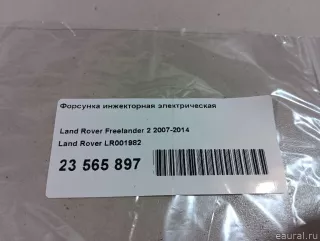 Форсунка инжекторная электрическая
Land Rover Freelander 2 2007-2014
Land Rover LR001982
23 565 897
© eaural.ru